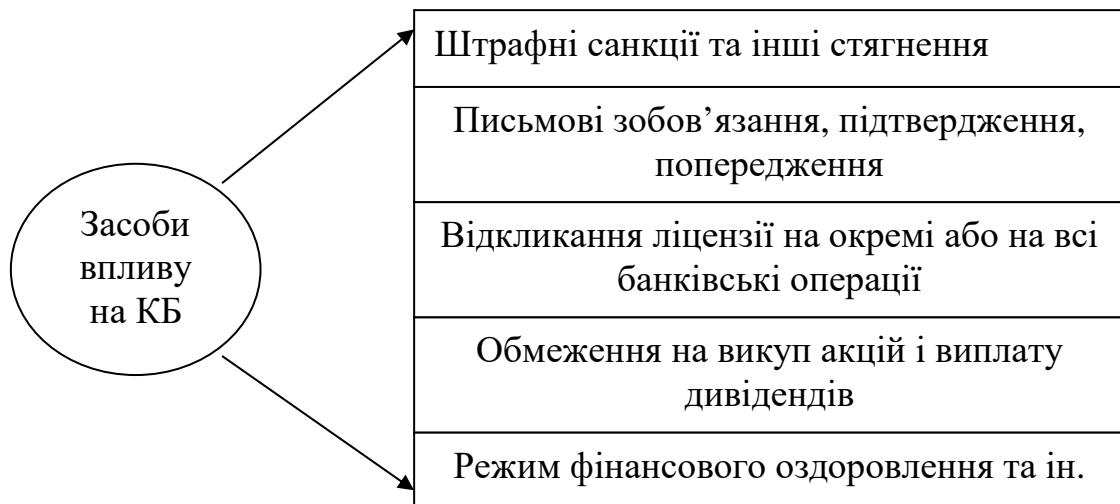 Штрафні санкції та інші стягнення
Письмові зобов’язання, підтвердження,
попередження
Засоби
впливу
на КБ
Відкликання ліцензії на окремі або на всі
банківські операції
Обмеження на викуп акцій і виплату
дивідендів
Режим фінансового оздоровлення та ін.